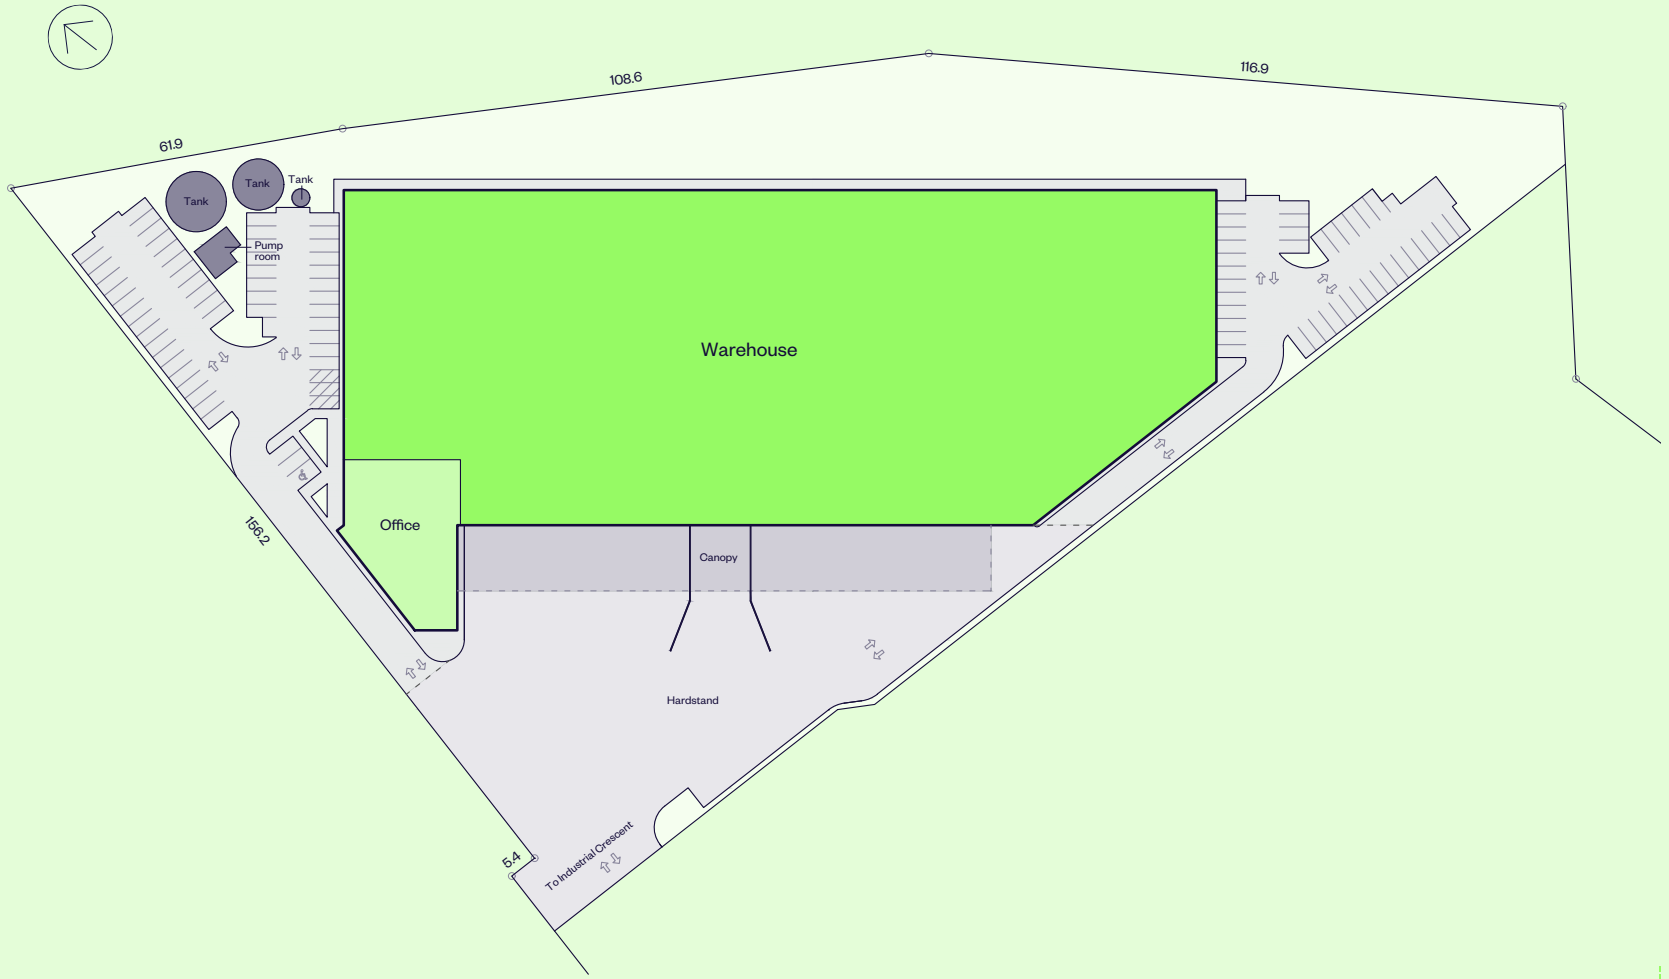 116.9
108.6
61.9
Tank
Tank
Tank
Pump
room
Warehouse
Office
156.2
Canopy
Hardstand
To Industrial Crescent
5.4